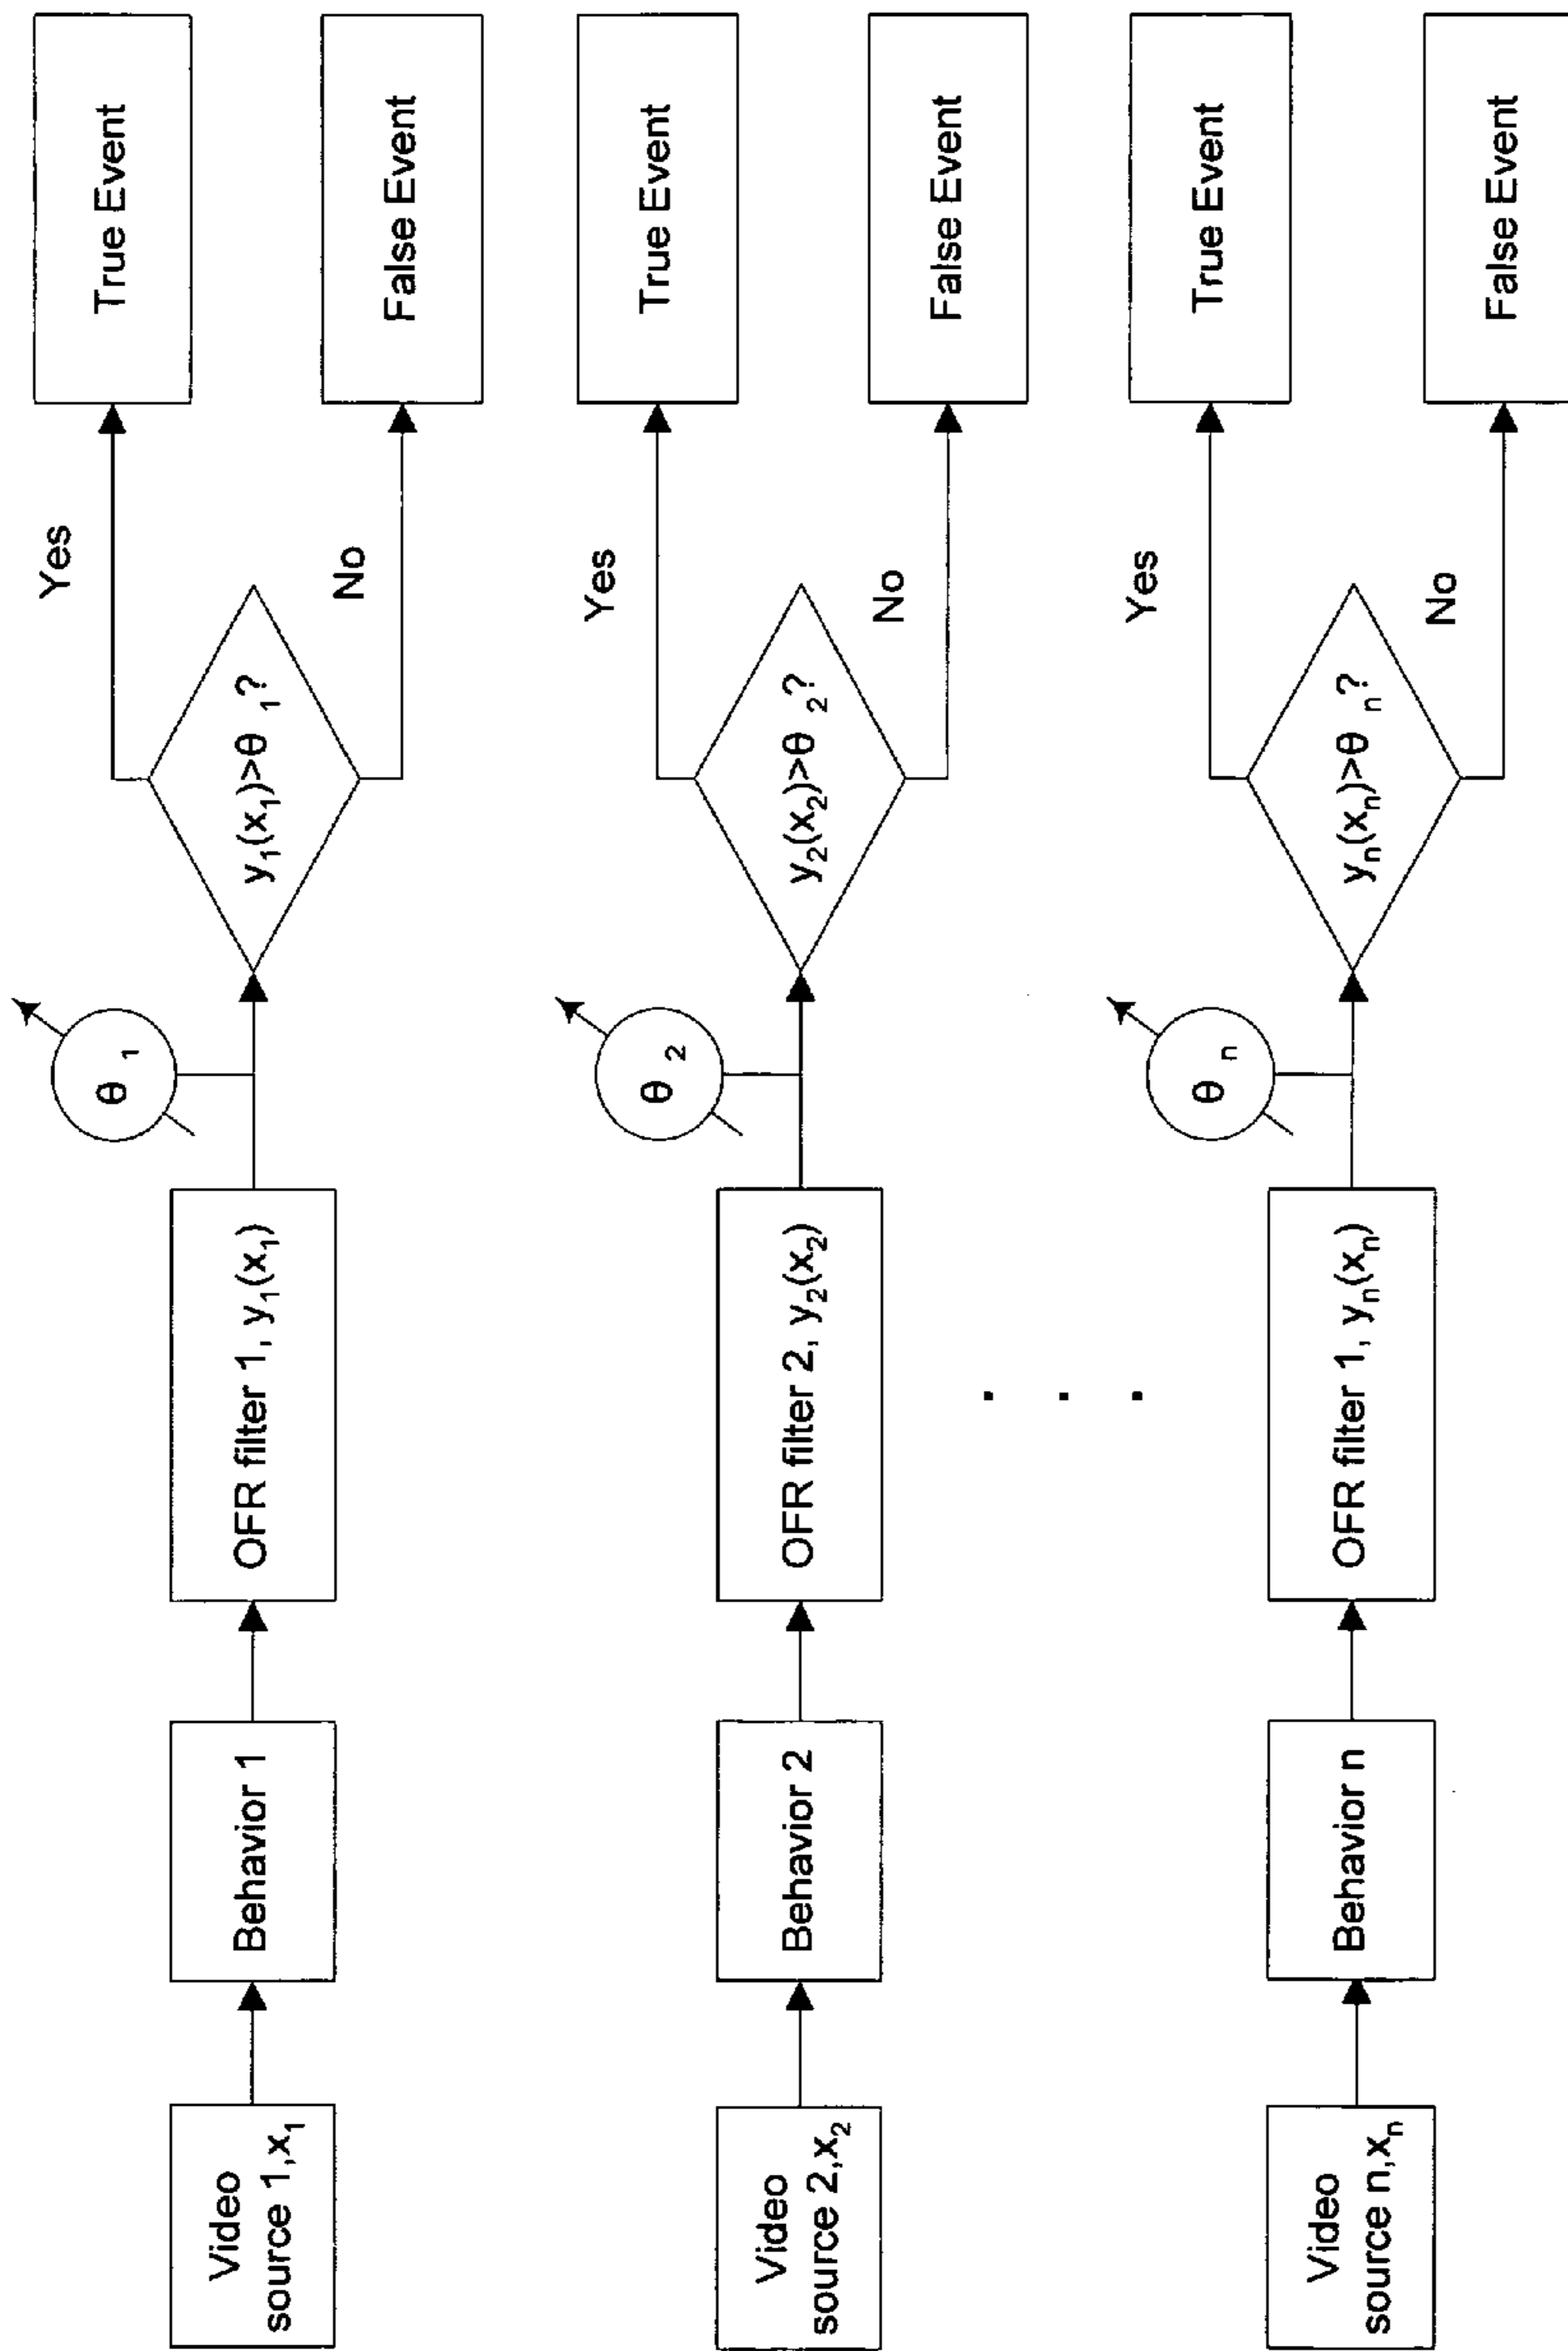 Video
source 1,x₁
Behavior 1
OFR filter 1, y₁(x₁)
θ ₁
y₁(x₁)>θ ₁?
Yes
No
True Event
False Event
Video
source 2,x₂
Behavior 2
OFR filter 2, y₂(x₂)
θ ₂
y₂(x₂)>θ ₂?
Yes
No
True Event
False Event
. . .
Video
source n,xₙ
Behavior n
OFR filter 1, yₙ(xₙ)
θ ₙ
yₙ(xₙ)>θ ₙ?
Yes
No
True Event
False Event